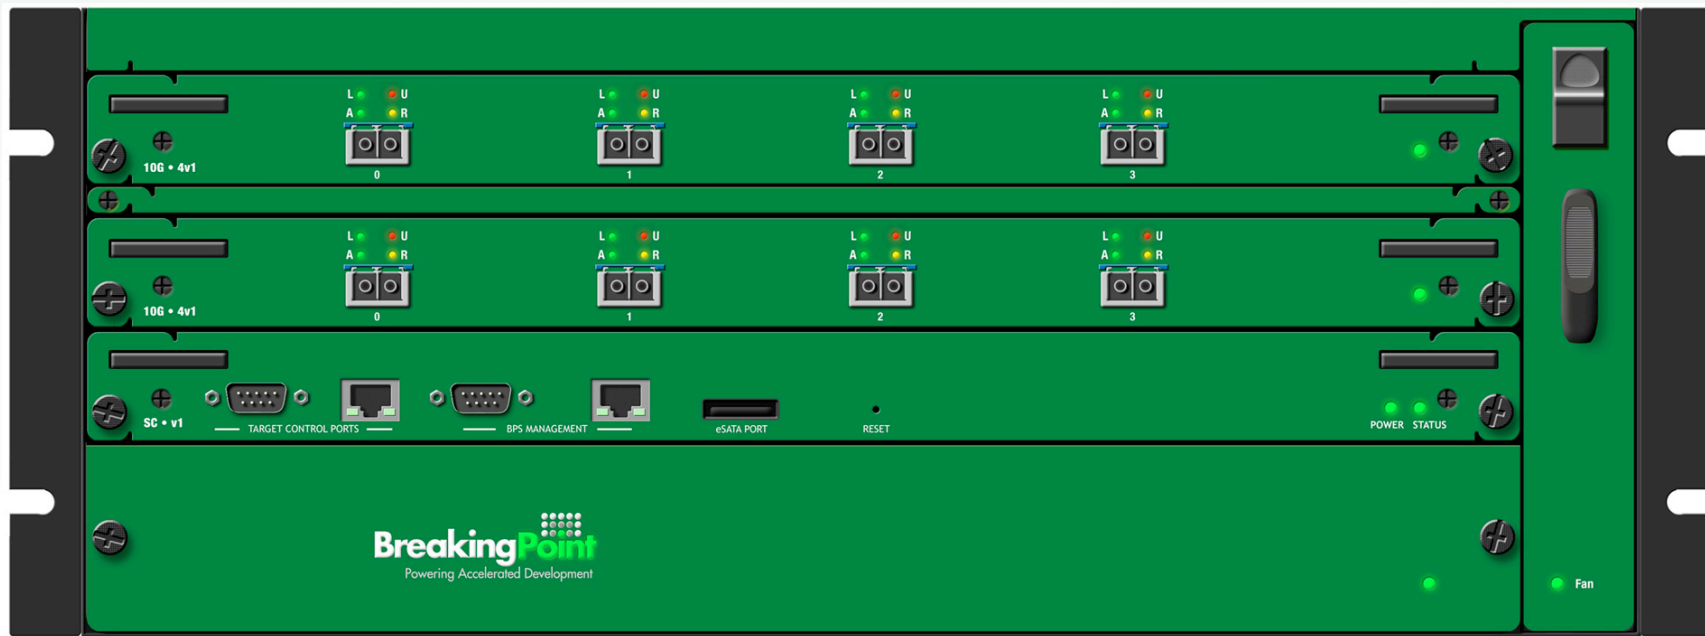 L U L U L U L U
A R A R A R A R
10G • 4v1
0 1 2 3
L U L U L U L U
A R A R A R A R
10G • 4v1
0 1 2 3
SC • v1
TARGET CONTROL PORTS
BPS MANAGEMENT
eSATA PORT
RESET
POWER STATUS
BreakingPoint
Powering Accelerated Development
Fan